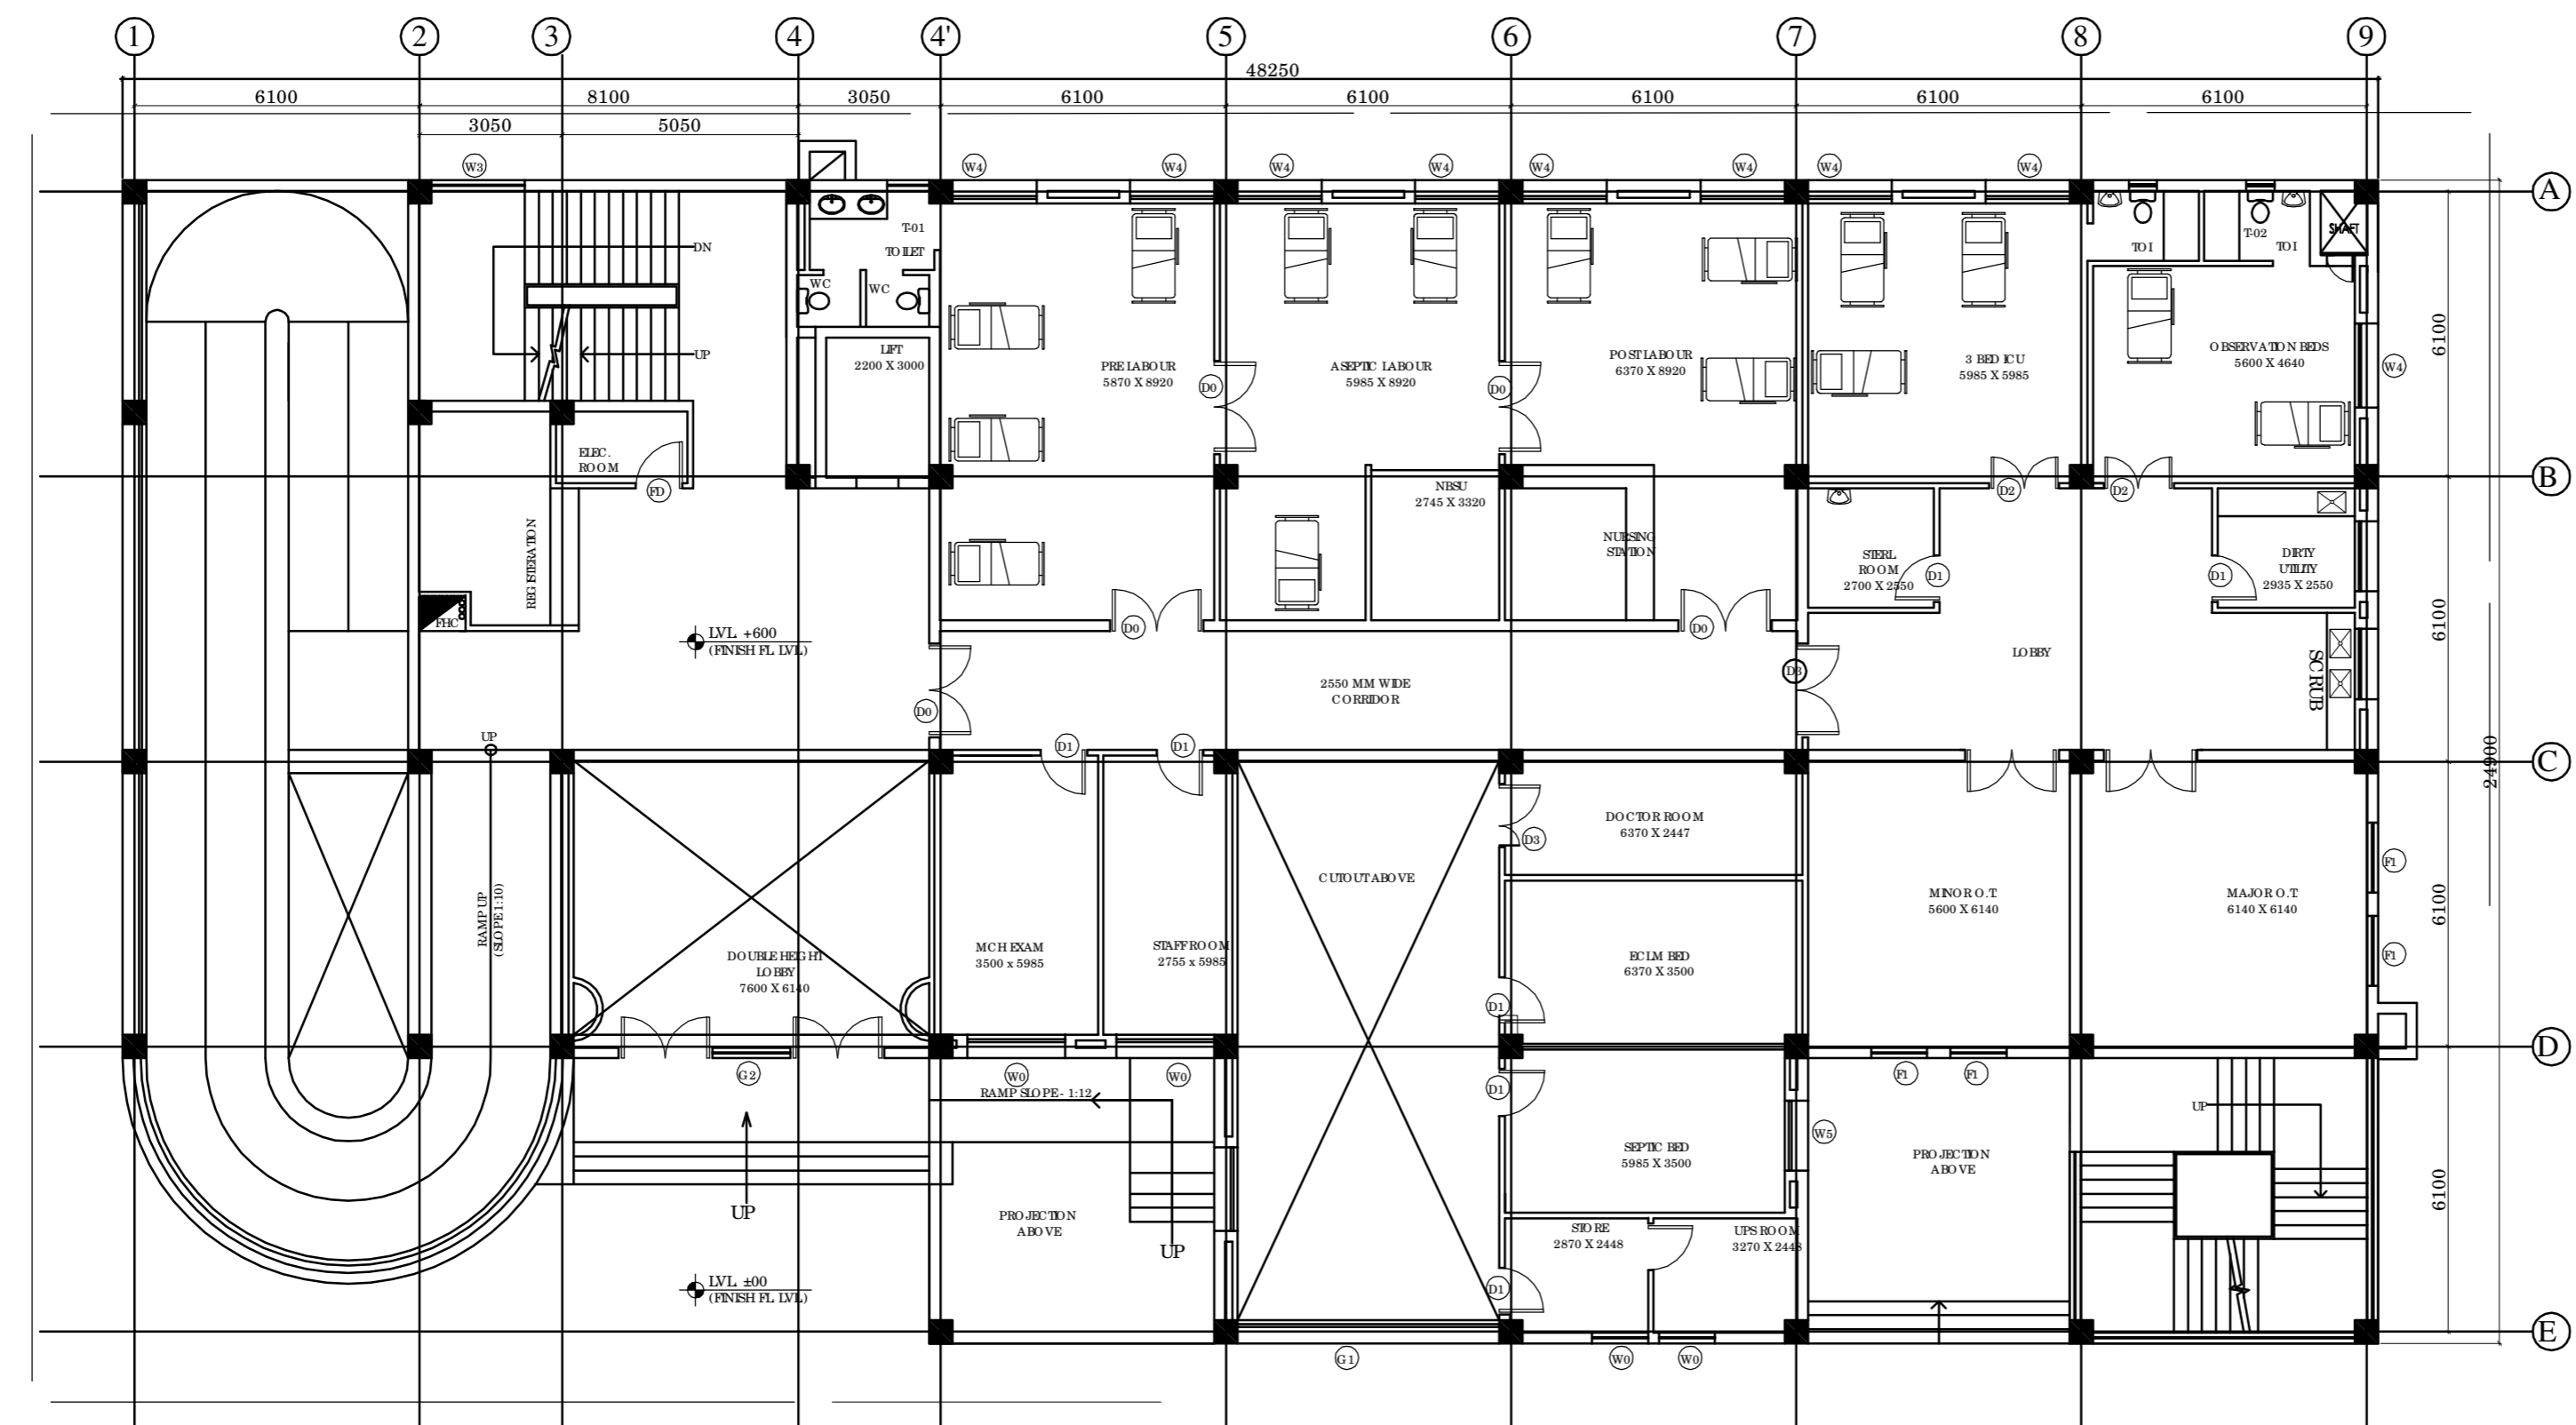 1 2 3 4 4' 5 6 7 8 9
48250
6100 8100 3050 6100 6100 6100 6100 6100
3050 5050
W3 W4 W4 W4 W4 W4 W4 W4 W4
A
T-01
TOILET
WC WC
DN
UP
LIFT
2200 X 3000
PRE LABOUR
5870 X 8920
D0
ASEPTIC LABOUR
5985 X 8920
D0
POST LABOUR
6370 X 8920
3 BED ICU
5985 X 5985
TOI
T-02
TOI
SHAFT
OBSERVATION BEDS
5600 X 4640
W4
6100
ELEC.
ROOM
FD
B
D2 D2
REGISTERATION
FHC
NBSU
2745 X 3320
NURSING
STATION
STERL
ROOM
2700 X 2550
D1
D1
DIRTY
UTILITY
2935 X 2550
6100
D0
D0
LVL +600
(FINISH FL LVL)
D0
2550 MM WIDE
CORRIDOR
D3
LOBBY
SCRUB
UP
D1 D1
C
24900
RAMP UP
(SLOPE 1:10)
DOUBLE HEIGHT
LOBBY
7600 X 6140
MCH EXAM
3500 x 5985
STAFF ROOM
2755 x 5985
CUTOUT ABOVE
DOCTOR ROOM
6370 X 2447
D3
ECLM BED
6370 X 3500
D1
MINOR O.T.
5600 X 6140
MAJOR O.T.
6140 X 6140
F1
F1
6100
D
G2
W0 W0
RAMP SLOPE - 1:12
D1
F1 F1
UP
SEPTIC BED
5985 X 3500
W5
PROJECTION
ABOVE
UP
6100
UP
PROJECTION
ABOVE
UP
STORE
2870 X 2448
UPS ROOM
3270 X 2448
D1
LVL ±00
(FINISH FL LVL)
E
G1
W0 W0